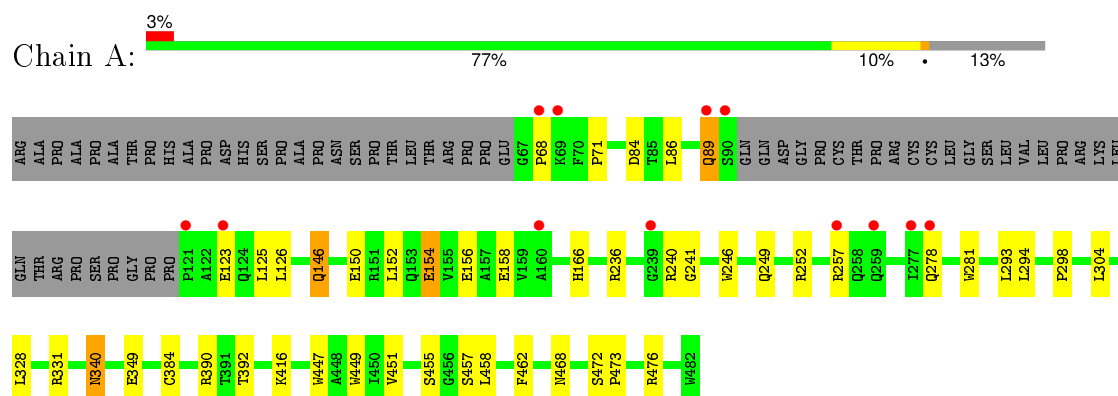 3%
Chain A:
77% 10% • 13%
ARG ALA PRO ALA PRO ALA THR PRO HIS ALA PRO ASP HIS SER PRO ALA PRO ASN SER PRO THR LEU THR ARG PRO PRO GLU G67 P68 K69 F70 P71 D84 T85 L86 Q89 S90 GLN GLN ASP GLY PRO CYS THR PRO ARG CYS CYS LEU GLY SER LEU VAL LEU PRO ARG LYS LEU
GLN THR ARG PRO SER PRO GLY PRO PRO P121 A122 E123 Q124 L125 L126 Q146 E150 R151 L152 Q153 E154 V155 E156 A157 E158 V159 A160 H166 R236 G239 R240 G241 W246 Q249 R252 R257 Q258 Q259 I277 Q278 W281 L293 L294 P298 L304
L328 R331 N340 E349 C384 R390 T391 T392 K416 W447 A448 W449 I450 V451 S455 G456 S457 L458 F462 N468 S472 P473 R476 W482